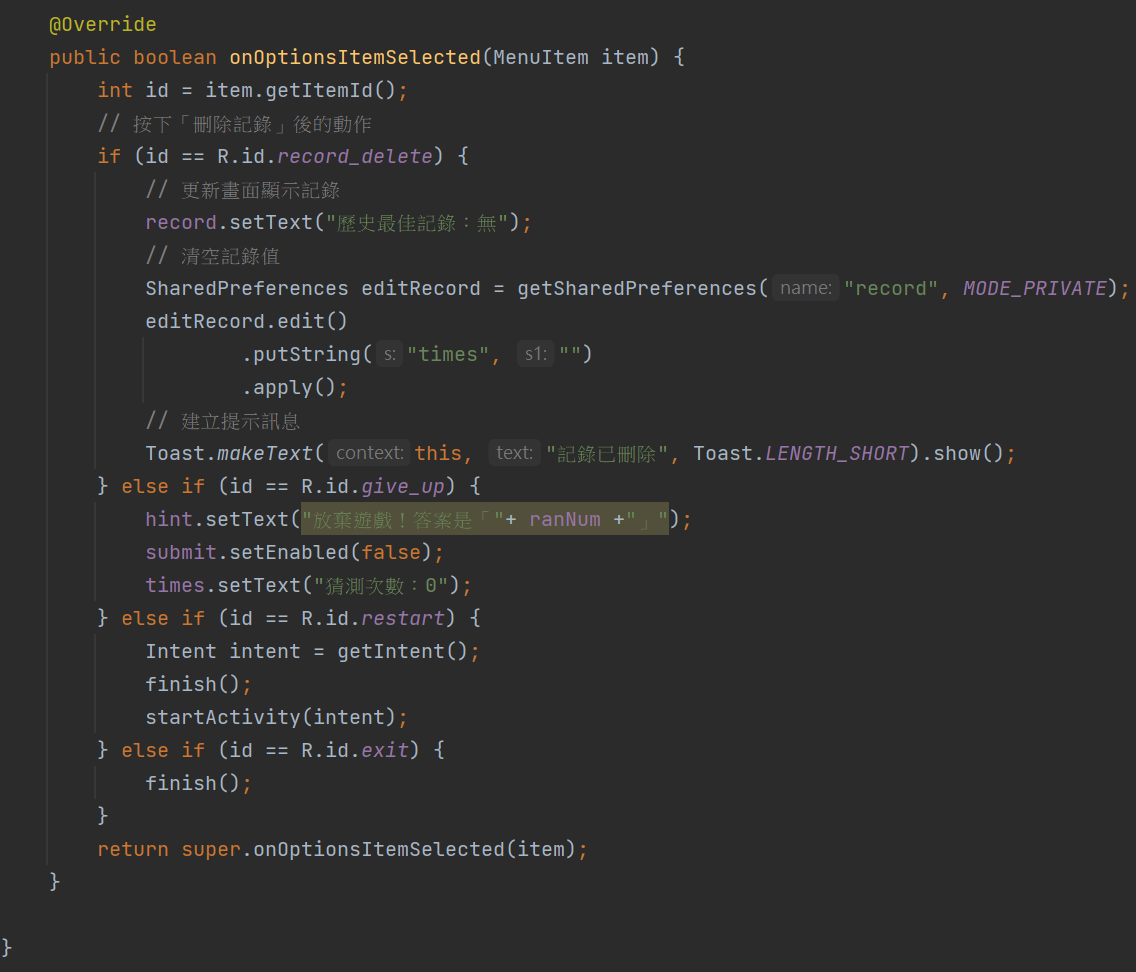 @Override
public boolean onOptionsItemSelected(MenuItem item) {
int id = item.getItemId();
// 按下「刪除記錄」後的動作
if (id == R.id.record_delete) {
// 更新畫面顯示記錄
record.setText("歷史最佳記錄：無");
// 清空記錄值
SharedPreferences editRecord = getSharedPreferences( name: "record", MODE_PRIVATE);
editRecord.edit()
.putString( s: "times", s1: "")
.apply();
// 建立提示訊息
Toast.makeText( context: this, text: "記錄已刪除", Toast.LENGTH_SHORT).show();
} else if (id == R.id.give_up) {
hint.setText("放棄遊戲！答案是「"+ ranNum +"」");
submit.setEnabled(false);
times.setText("猜測次數：0");
} else if (id == R.id.restart) {
Intent intent = getIntent();
finish();
startActivity(intent);
} else if (id == R.id.exit) {
finish();
}
return super.onOptionsItemSelected(item);
}
}